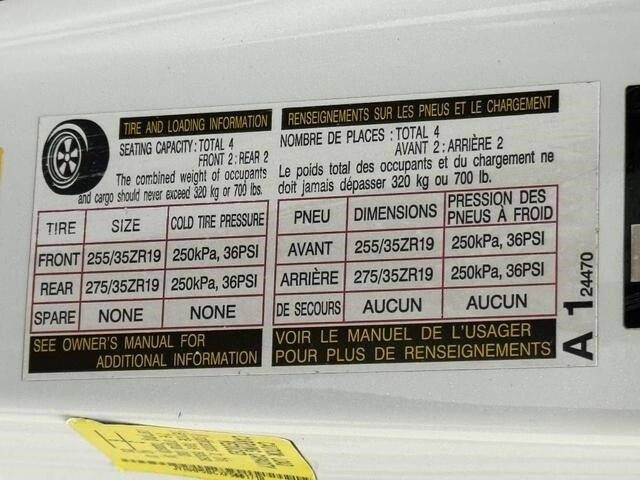 TIRE AND LOADING INFORMATION
SEATING CAPACITY: TOTAL 4
FRONT 2: REAR 2
The combined weight of occupants
and cargo should never exceed 320 kg or 700 lbs.
TIRE SIZE COLD TIRE PRESSURE
FRONT 255/35ZR19 250kPa, 36PSI
REAR 275/35ZR19 250kPa, 36PSI
SPARE NONE NONE
SEE OWNER'S MANUAL FOR
ADDITIONAL INFORMATION
RENSEIGNEMENTS SUR LES PNEUS ET LE CHARGEMENT
NOMBRE DE PLACES : TOTAL 4
AVANT 2 : ARRIÈRE 2
Le poids total des occupants et du chargement ne
doit jamais dépasser 320 kg ou 700 lb.
PNEU DIMENSIONS PRESSION DES
PNEUS À FROID
AVANT 255/35ZR19 250kPa, 36PSI
ARRIÈRE 275/35ZR19 250kPa, 36PSI
DE SECOURS AUCUN AUCUN
VOIR LE MANUEL DE L'USAGER
POUR PLUS DE RENSEIGNEMENTS
A 1 24470